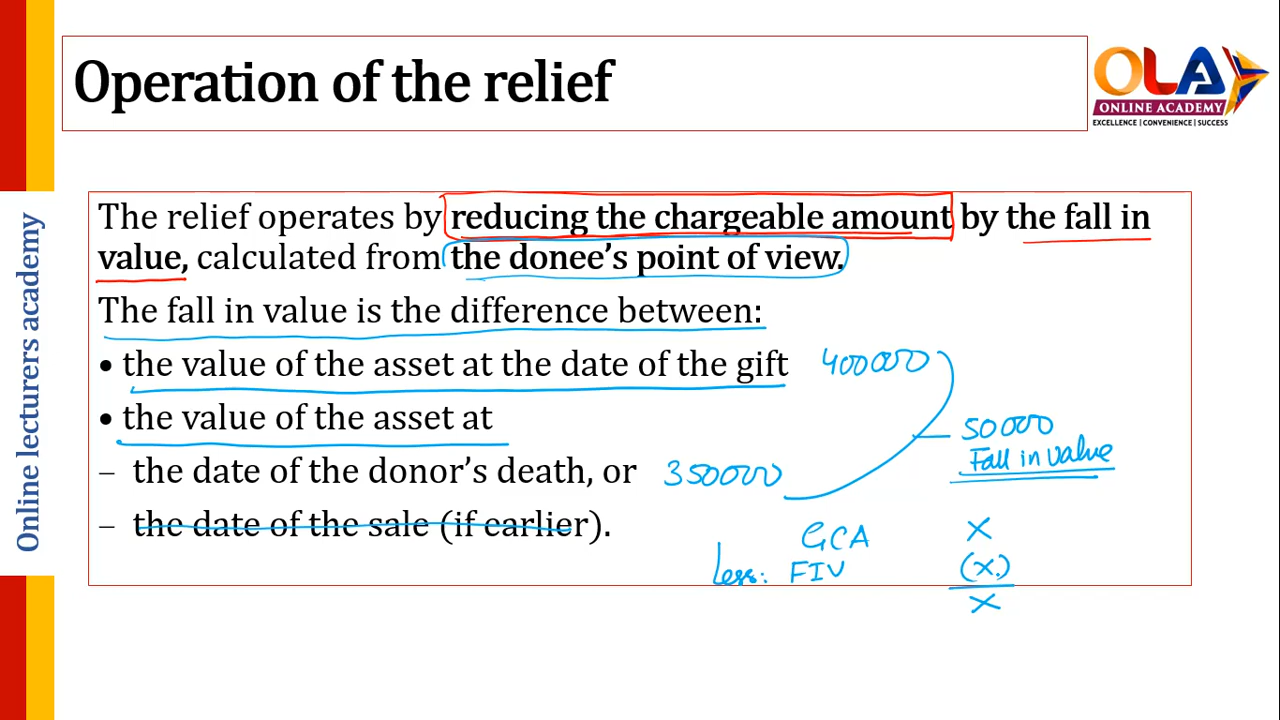 Operation of the relief
OLA
ONLINE ACADEMY
EXCELLENCE | CONVENIENCE | SUCCESS
Online lecturers academy
The relief operates by reducing the chargeable amount by the fall in
value, calculated from the donee's point of view.
The fall in value is the difference between:
• the value of the asset at the date of the gift 400000
• the value of the asset at
50000
Fall in value
– the date of the donor's death, or 350000
– the date of the sale (if earlier).
GCA X
Less: FIV (X)
X